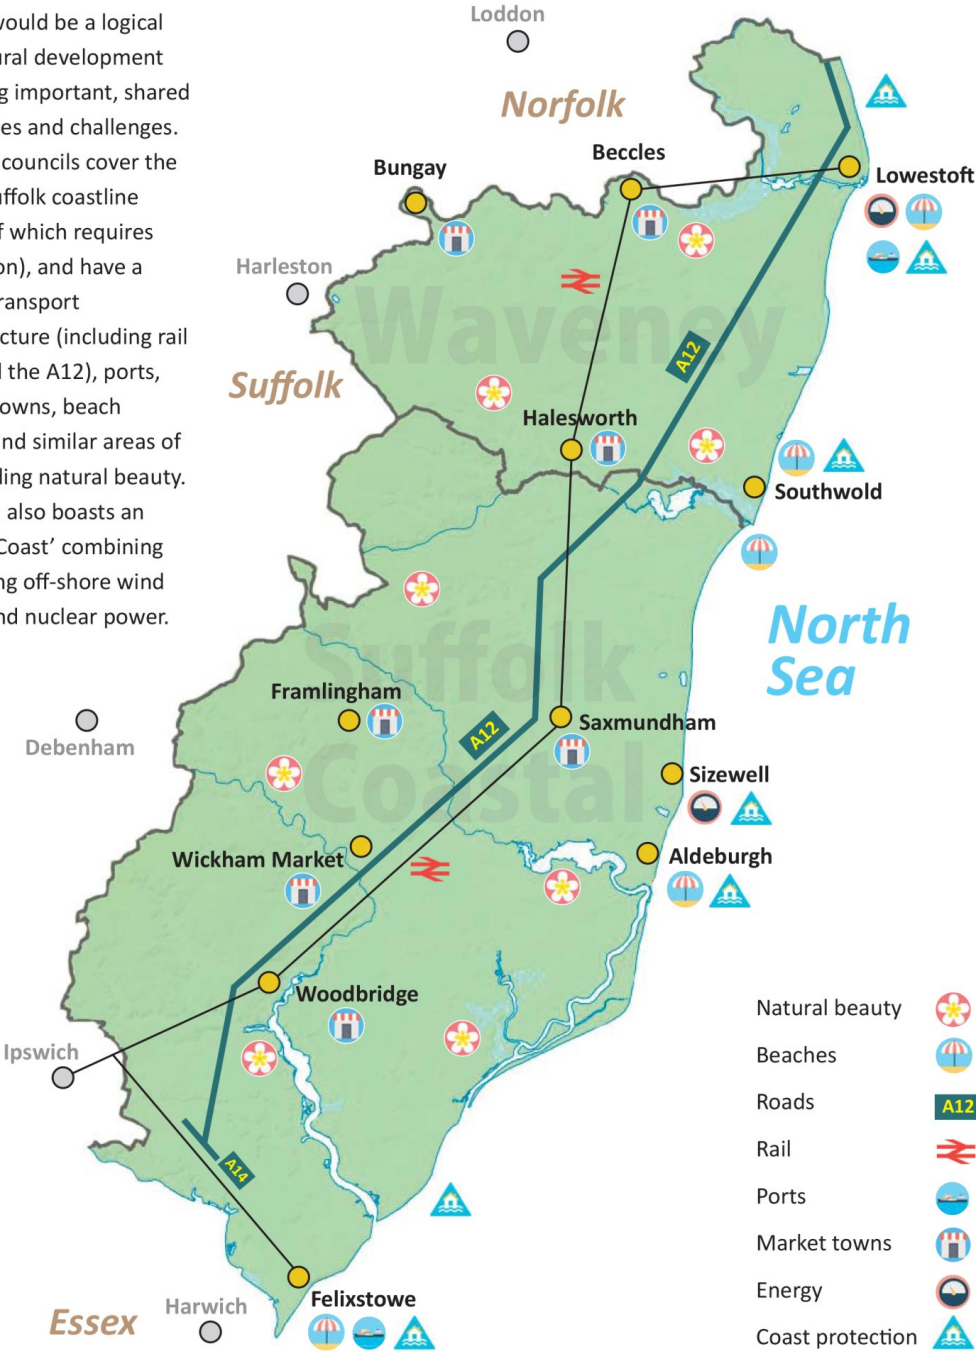 would be a logical
ural development
g important, shared
es and challenges.
councils cover the
uffolk coastline
f which requires
on), and have a
ransport
cture (including rail
d the A12), ports,
owns, beach
nd similar areas of
ding natural beauty.
also boasts an
Coast’ combining
ng off-shore wind
nd nuclear power.
Loddon
Norfolk
Beccles
Bungay
Lowestoft
Harleston
Waveney
A12
Suffolk
Halesworth
Southwold
North
Sea
Suffolk
Coastal
Framlingham
A12
Saxmundham
Debenham
Sizewell
Wickham Market
Aldeburgh
Woodbridge
Ipswich
A14
Felixstowe
Harwich
Essex
Natural beauty
Beaches
Roads
A12
Rail
Ports
Market towns
Energy
Coast protection